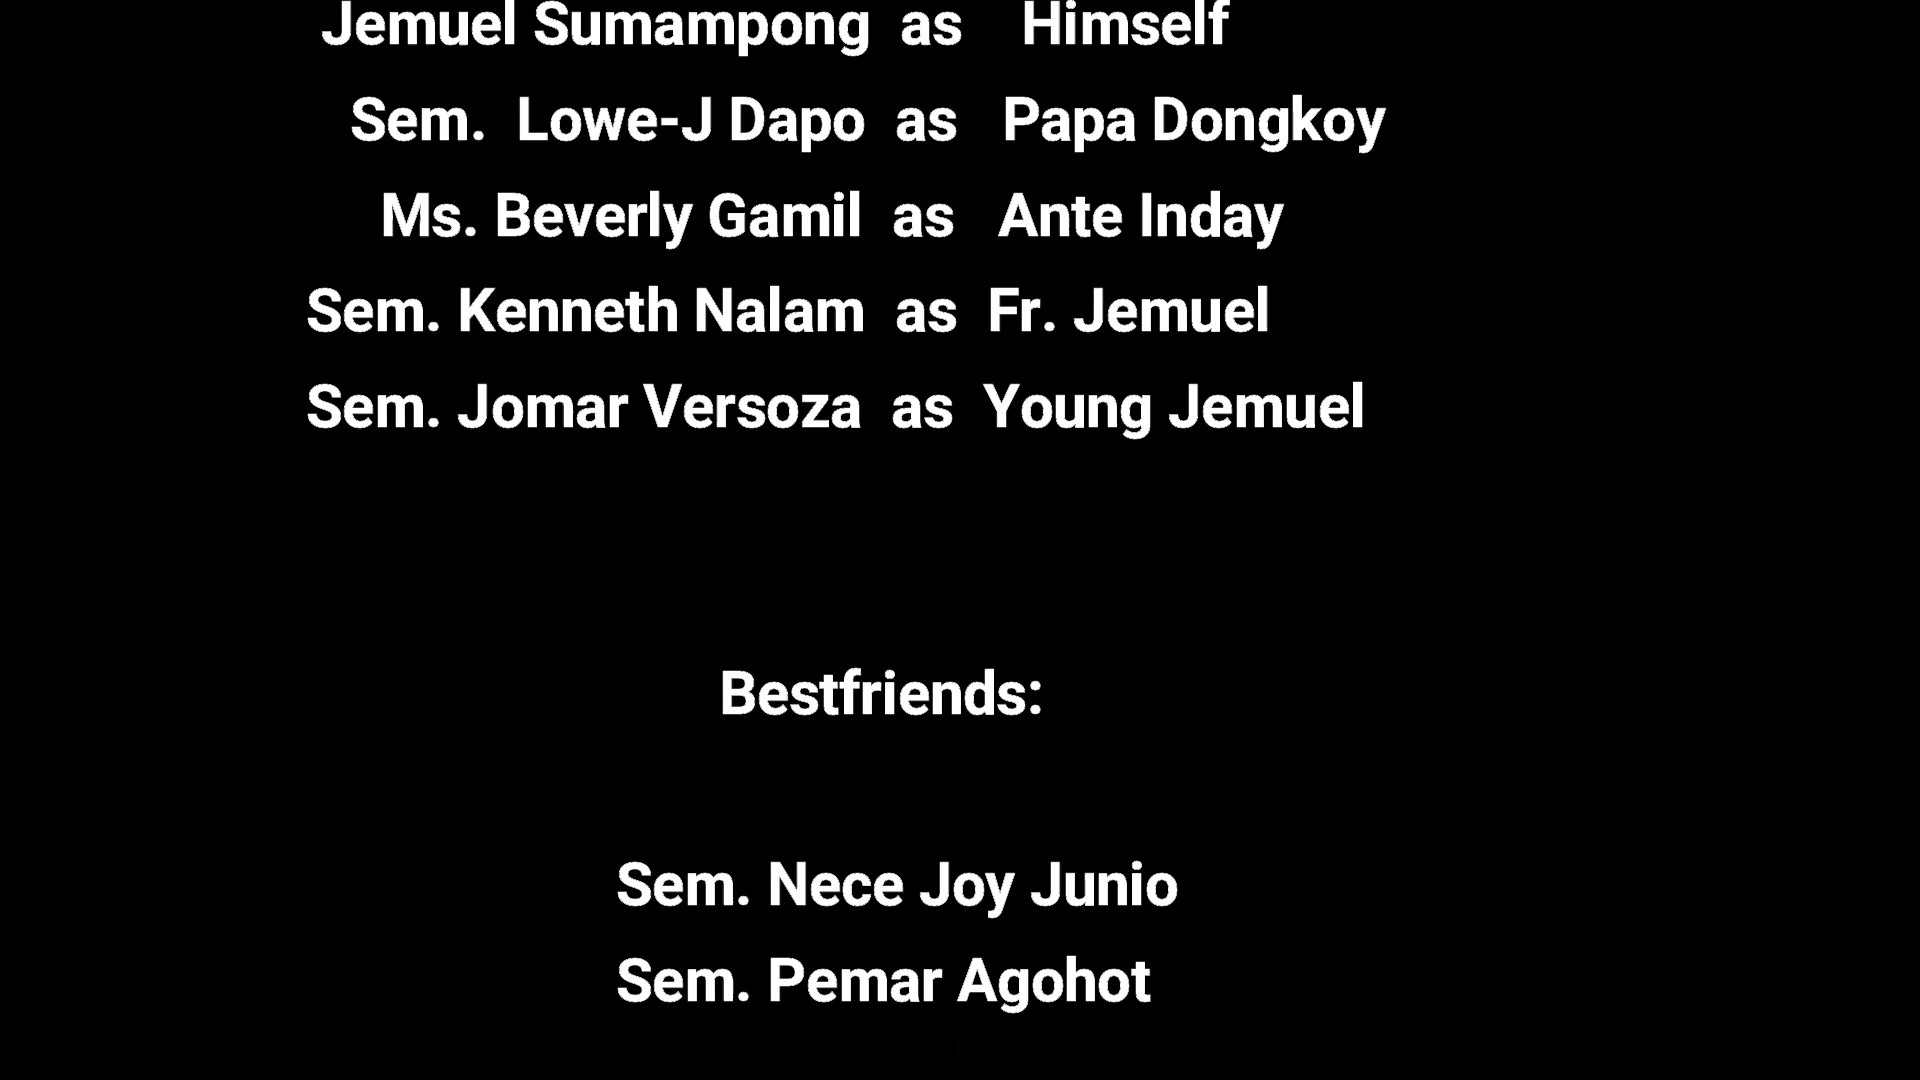 Jemuel Sumampong as Himself
Sem. Lowe-J Dapo as Papa Dongkoy
Ms. Beverly Gamil as Ante Inday
Sem. Kenneth Nalam as Fr. Jemuel
Sem. Jomar Versoza as Young Jemuel
Bestfriends:
Sem. Nece Joy Junio
Sem. Pemar Agohot